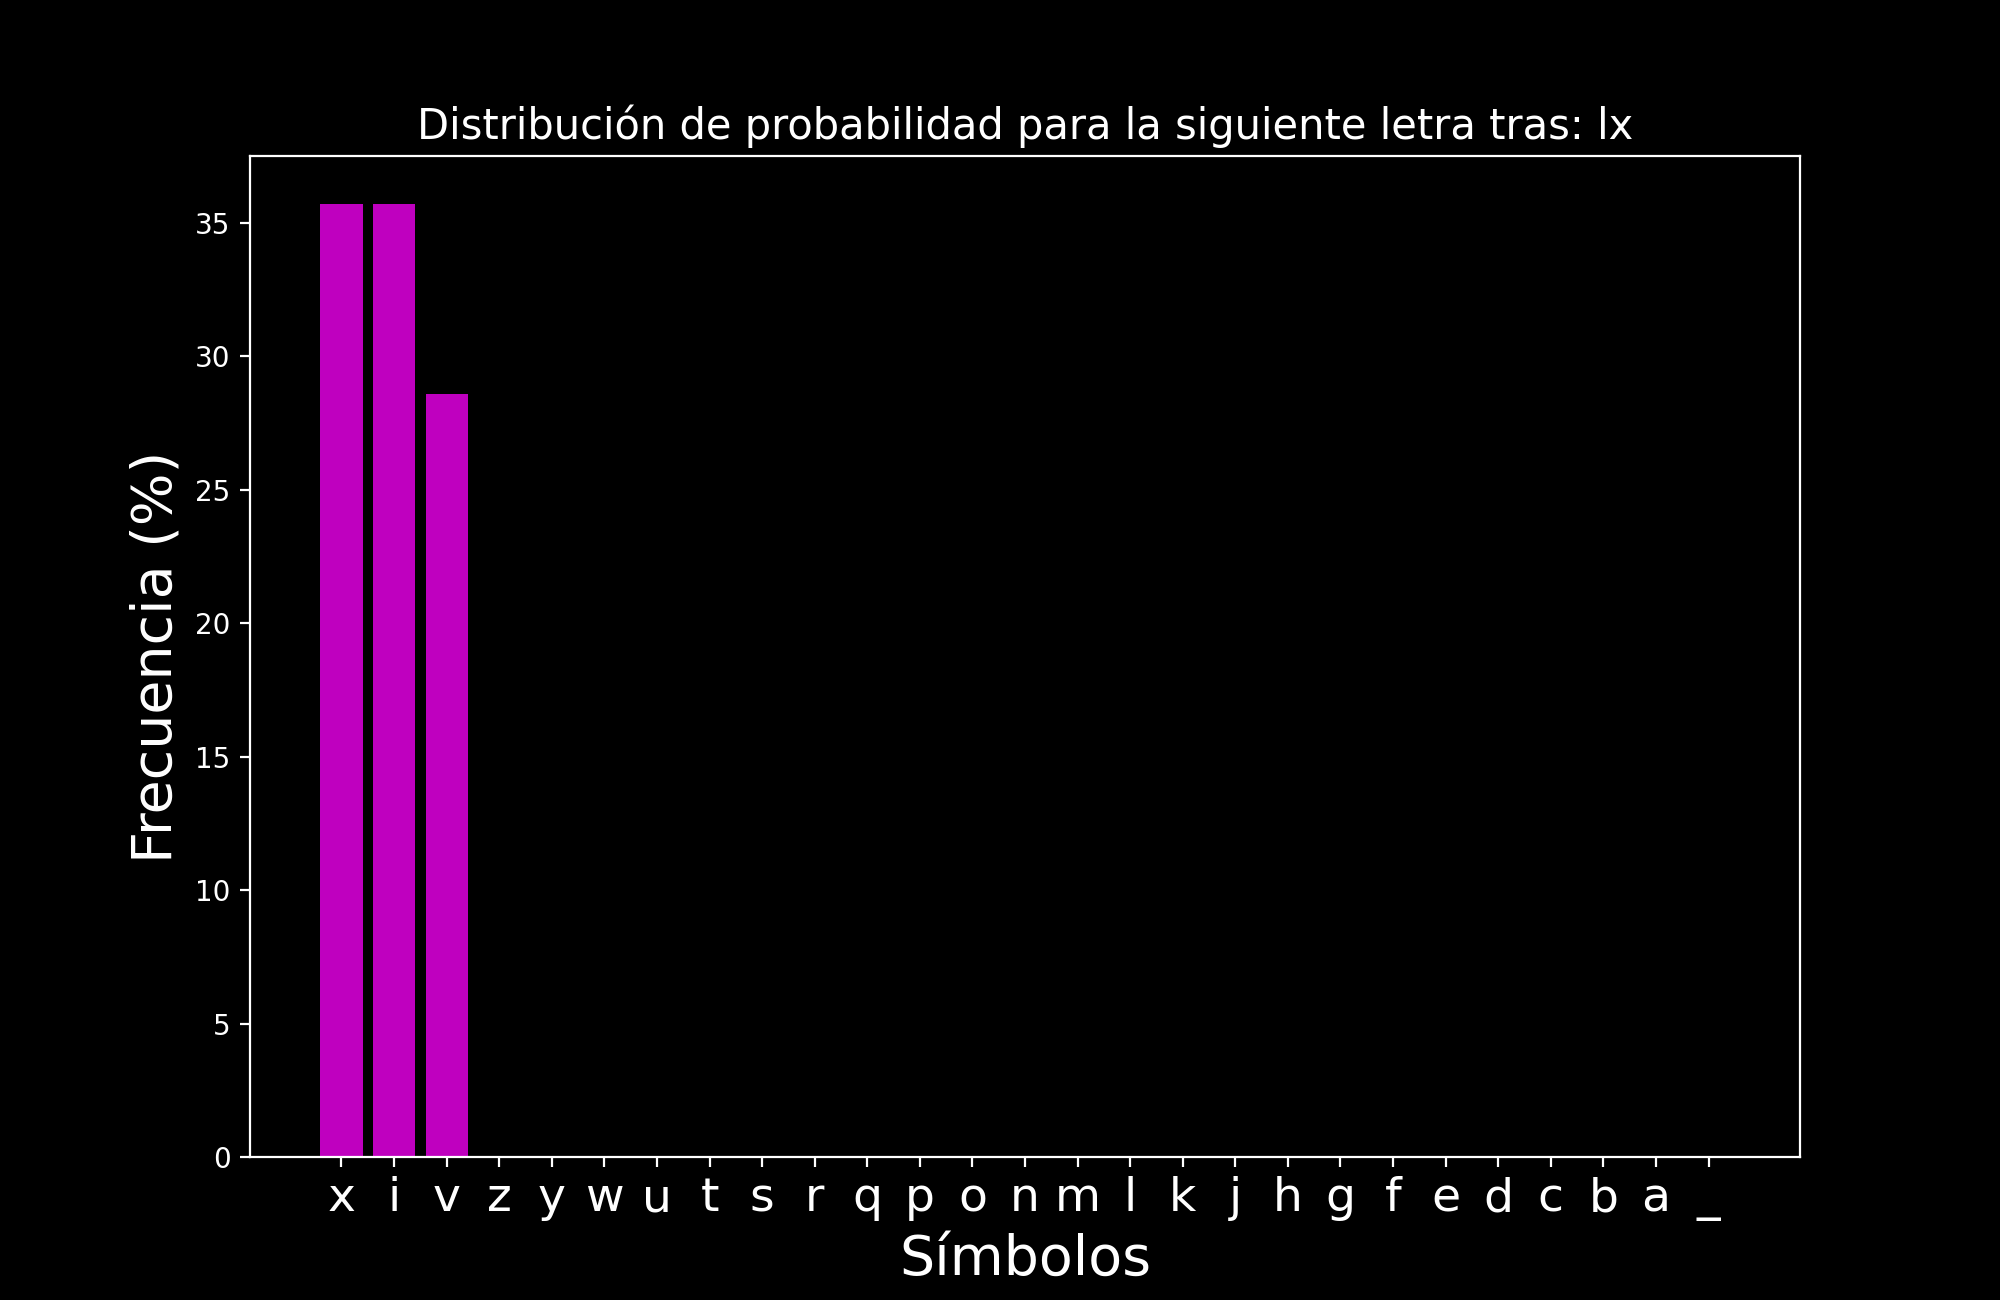 Distribución de probabilidad para la siguiente letra tras: lx
Frecuencia (%)
35
30
25
20
15
10
5
0
x i v z y w u t s r q p o n m l k j h g f e d c b a _
Símbolos